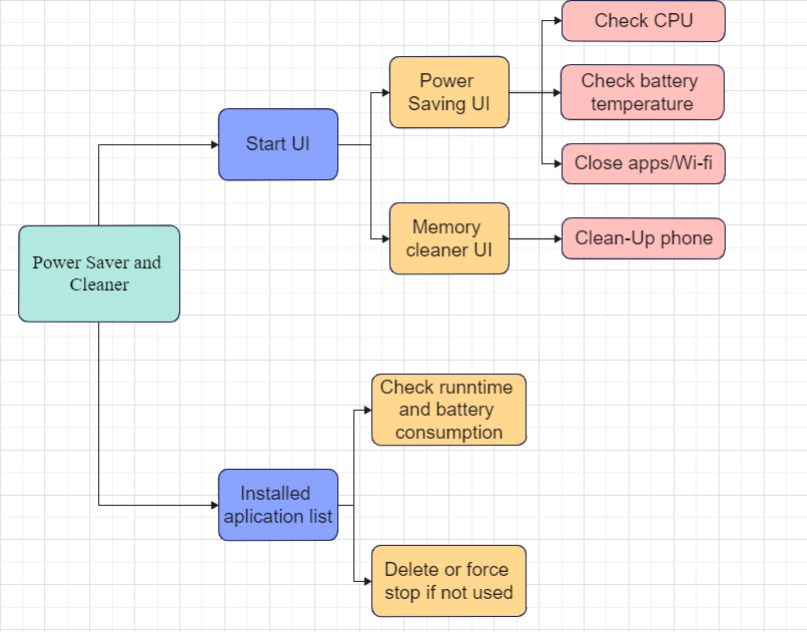 Check CPU
Power
Saving UI
Check battery
temperature
Start UI
Close apps/Wi-fi
Memory
cleaner UI
Clean-Up phone
Power Saver and
Cleaner
Check runntime
and battery
consumption
Installed
aplication list
Delete or force
stop if not used